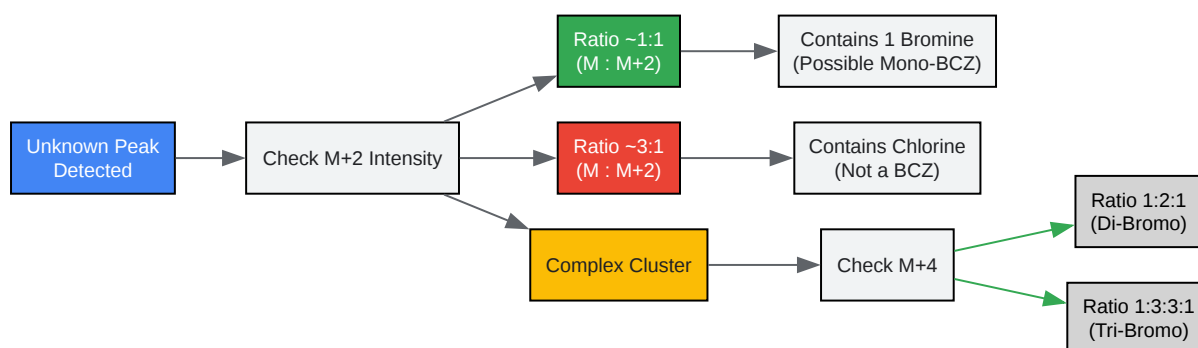 Unknown Peak
Detected
Check M+2 Intensity
Ratio ~1:1
(M : M+2)
Contains 1 Bromine
(Possible Mono-BCZ)
Ratio ~3:1
(M : M+2)
Contains Chlorine
(Not a BCZ)
Complex Cluster
Check M+4
Ratio 1:2:1
(Di-Bromo)
Ratio 1:3:3:1
(Tri-Bromo)